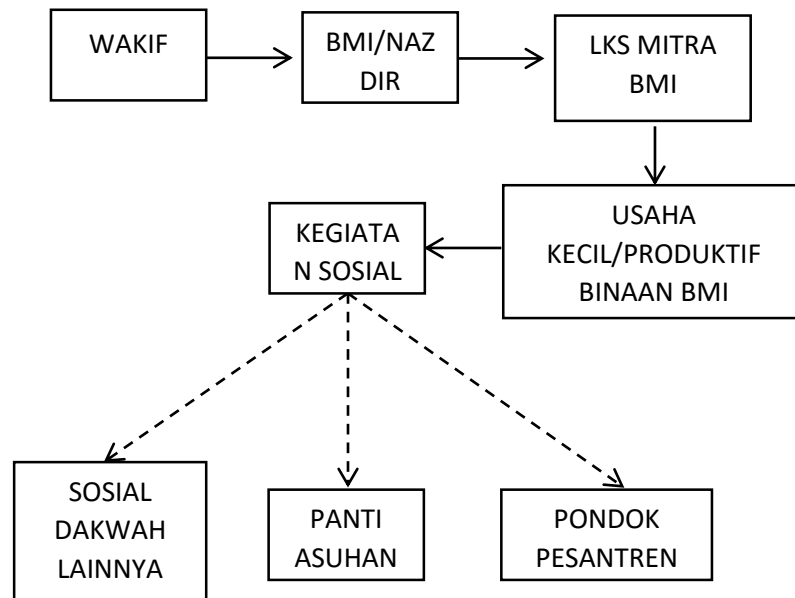 WAKIF
BMI/NAZ
DIR
LKS MITRA
BMI
KEGIATA
N SOSIAL
USAHA
KECIL/PRODUKTIF
BINAAN BMI
SOSIAL
DAKWAH
LAINNYA
PANTI
ASUHAN
PONDOK
PESANTREN